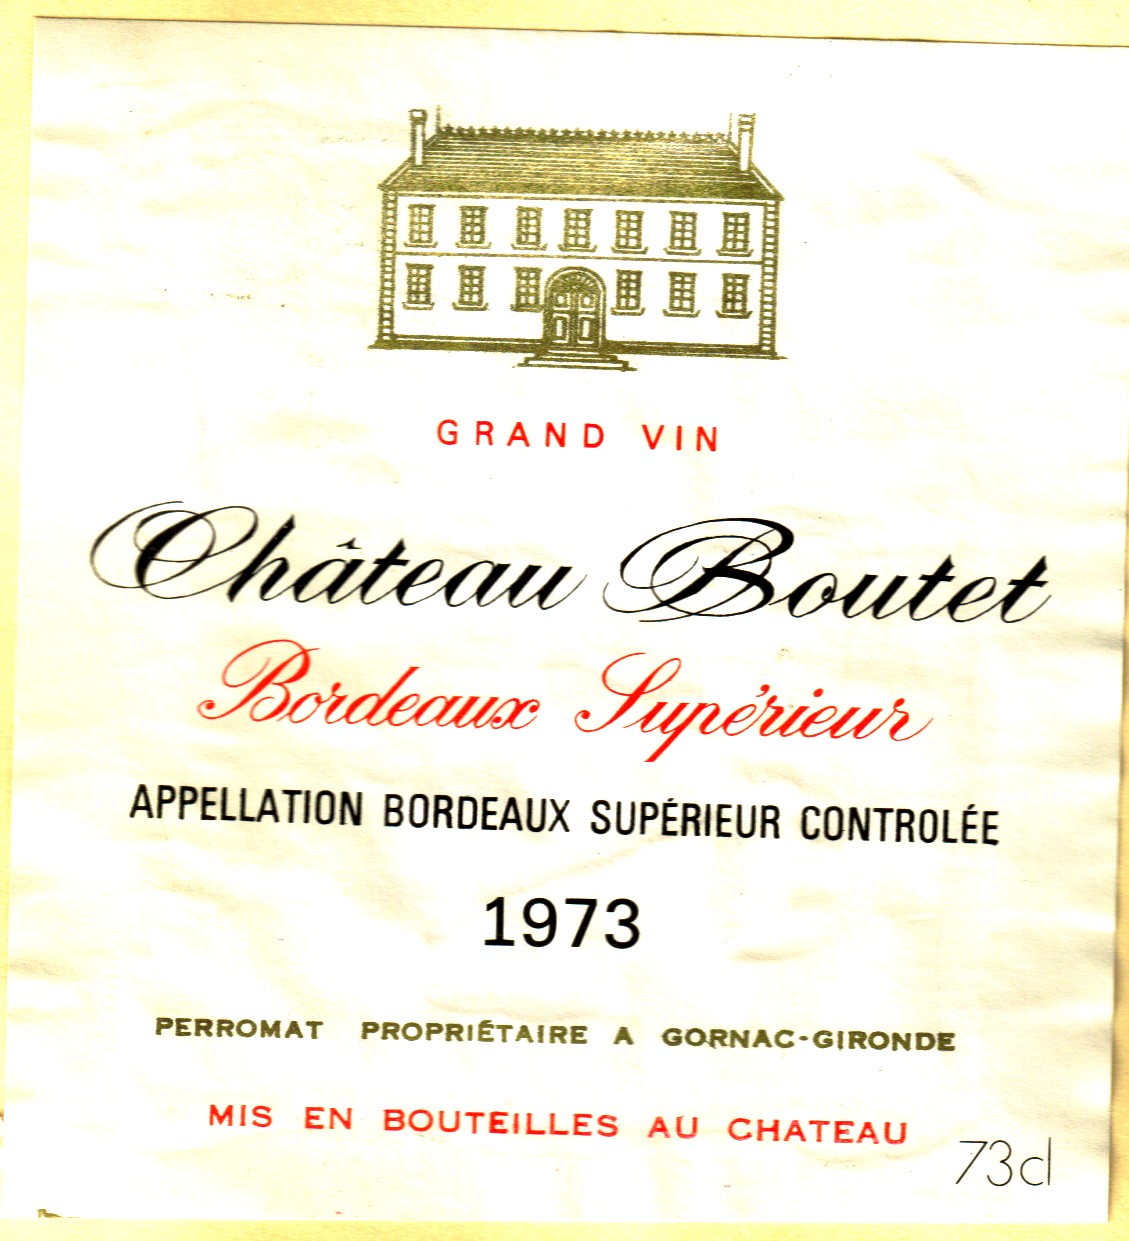 GRAND VIN
Château Boutet
Bordeaux Supérieur
APPELLATION BORDEAUX SUPÉRIEUR CONTROLÉE
1973
PERROMAT PROPRIÉTAIRE A GORNAC-GIRONDE
MIS EN BOUTEILLES AU CHATEAU
73cl